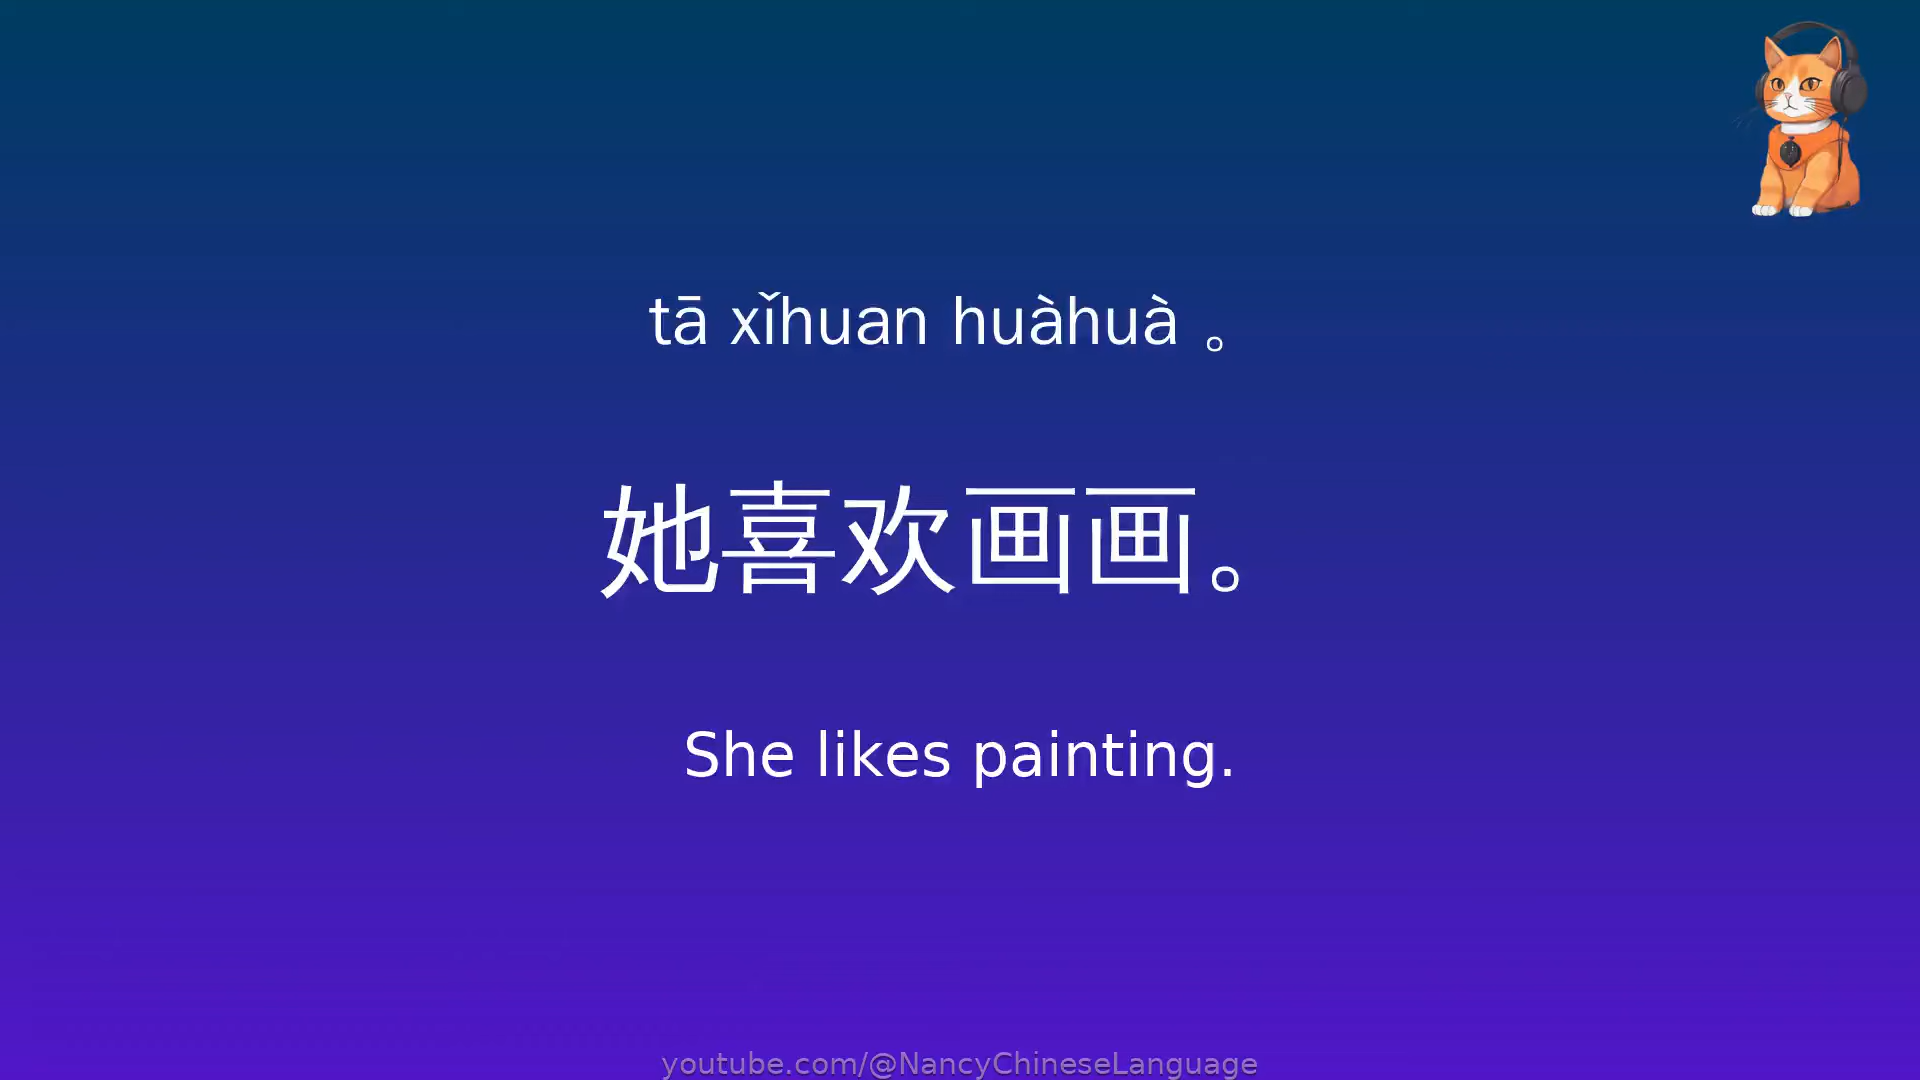 tā xǐhuan huàhuà 。
她喜欢画画。
She likes painting.
youtube.com/@NancyChineseLanguage